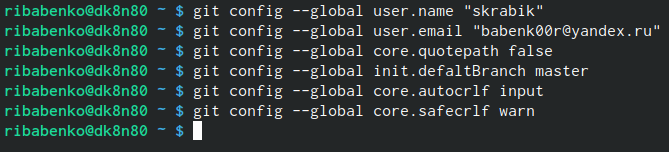 ribabenko@dk8n80 ~ $ git config --global user.name "skrabik"
ribabenko@dk8n80 ~ $ git config --global user.email "babenk00r@yandex.ru"
ribabenko@dk8n80 ~ $ git config --global core.quotepath false
ribabenko@dk8n80 ~ $ git config --global init.defaltBranch master
ribabenko@dk8n80 ~ $ git config --global core.autocrlf input
ribabenko@dk8n80 ~ $ git config --global core.safecrlf warn
ribabenko@dk8n80 ~ $